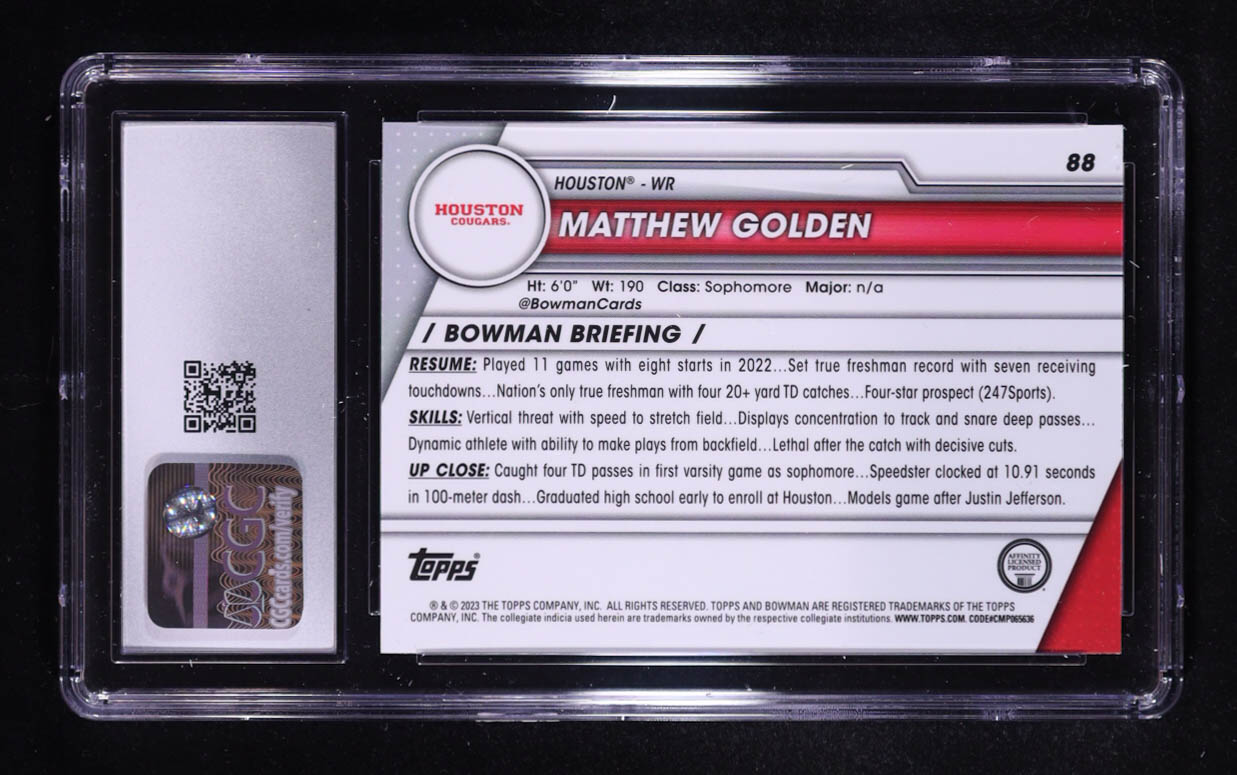 88
HOUSTON® - WR
HOUSTON
COUGARS.
MATTHEW GOLDEN
Ht: 6'0" Wt: 190 Class: Sophomore Major: n/a
@BowmanCards
/ BOWMAN BRIEFING /
RESUME: Played 11 games with eight starts in 2022...Set true freshman record with seven receiving
touchdowns...Nation's only true freshman with four 20+ yard TD catches...Four-star prospect (247Sports).
SKILLS: Vertical threat with speed to stretch field...Displays concentration to track and snare deep passes...
Dynamic athlete with ability to make plays from backfield...Lethal after the catch with decisive cuts.
UP CLOSE: Caught four TD passes in first varsity game as sophomore...Speedster clocked at 10.91 seconds
in 100-meter dash...Graduated high school early to enroll at Houston...Models game after Justin Jefferson.
topps®
AFFINITY
LICENSED
PRODUCT
® & © 2023 THE TOPPS COMPANY, INC. ALL RIGHTS RESERVED. TOPPS AND BOWMAN ARE REGISTERED TRADEMARKS OF THE TOPPS
COMPANY, INC. The collegiate indicia used herein are trademarks owned by the respective collegiate institutions. WWW.TOPPS.COM. CODE#CMP065636
CGC
CGCcards.com/verify